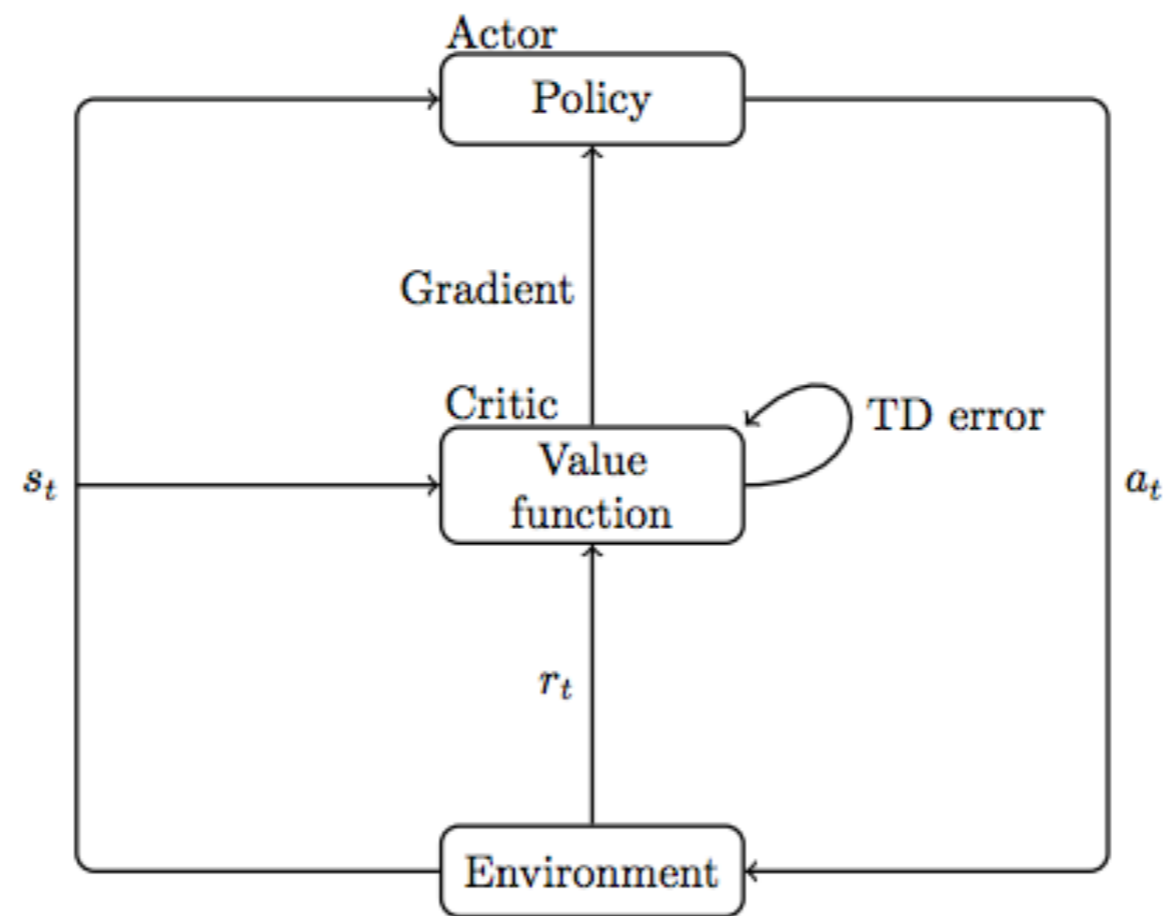 Actor
Policy
Gradient
Critic
Value
function
TD error
s_t
a_t
r_t
Environment